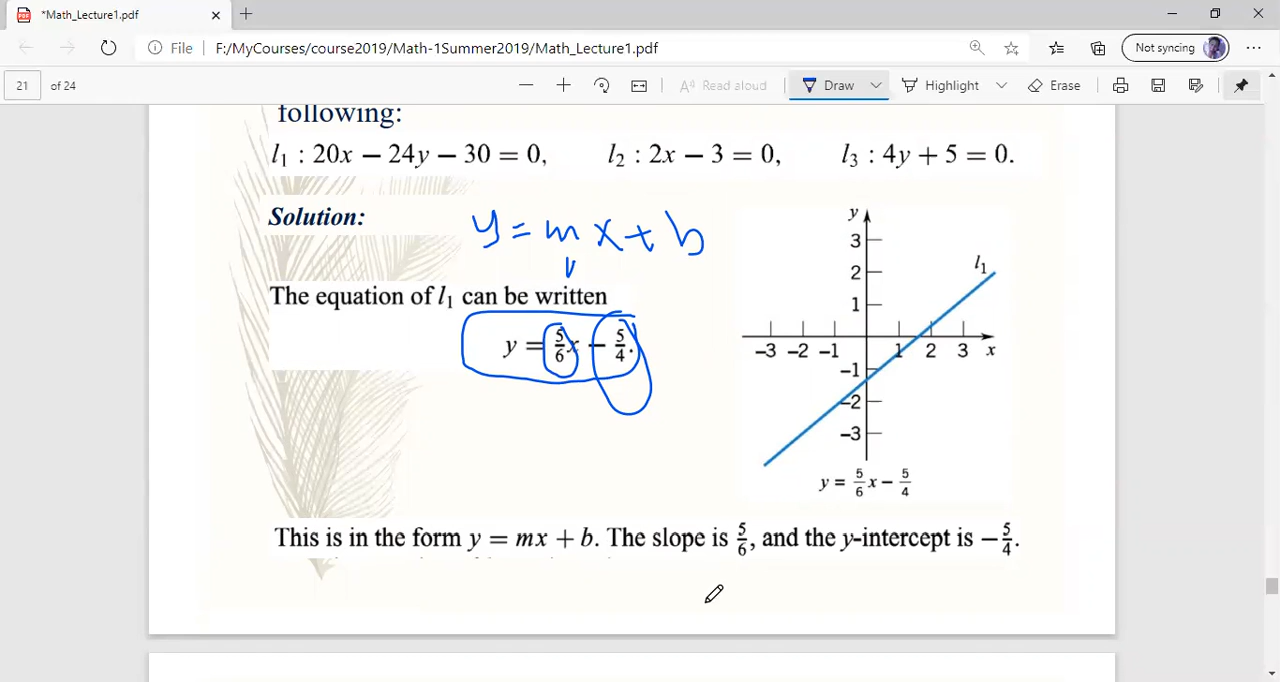 *Math_Lecture1.pdf
File F:/MyCourses/course2019/Math-1Summer2019/Math_Lecture1.pdf Not syncing
21 of 24 Read aloud Draw Highlight Erase
following:
l₁ : 20x − 24y − 30 = 0, l₂ : 2x − 3 = 0, l₃ : 4y + 5 = 0.
Solution:
y = m x + b
The equation of l₁ can be written
y = 5/6 x − 5/4.
y
3
2
1
l₁
−3 −2 −1 1 2 3 x
−1
−2
−3
y = 5/6 x − 5/4
This is in the form y = mx + b. The slope is 5/6, and the y-intercept is −5/4.